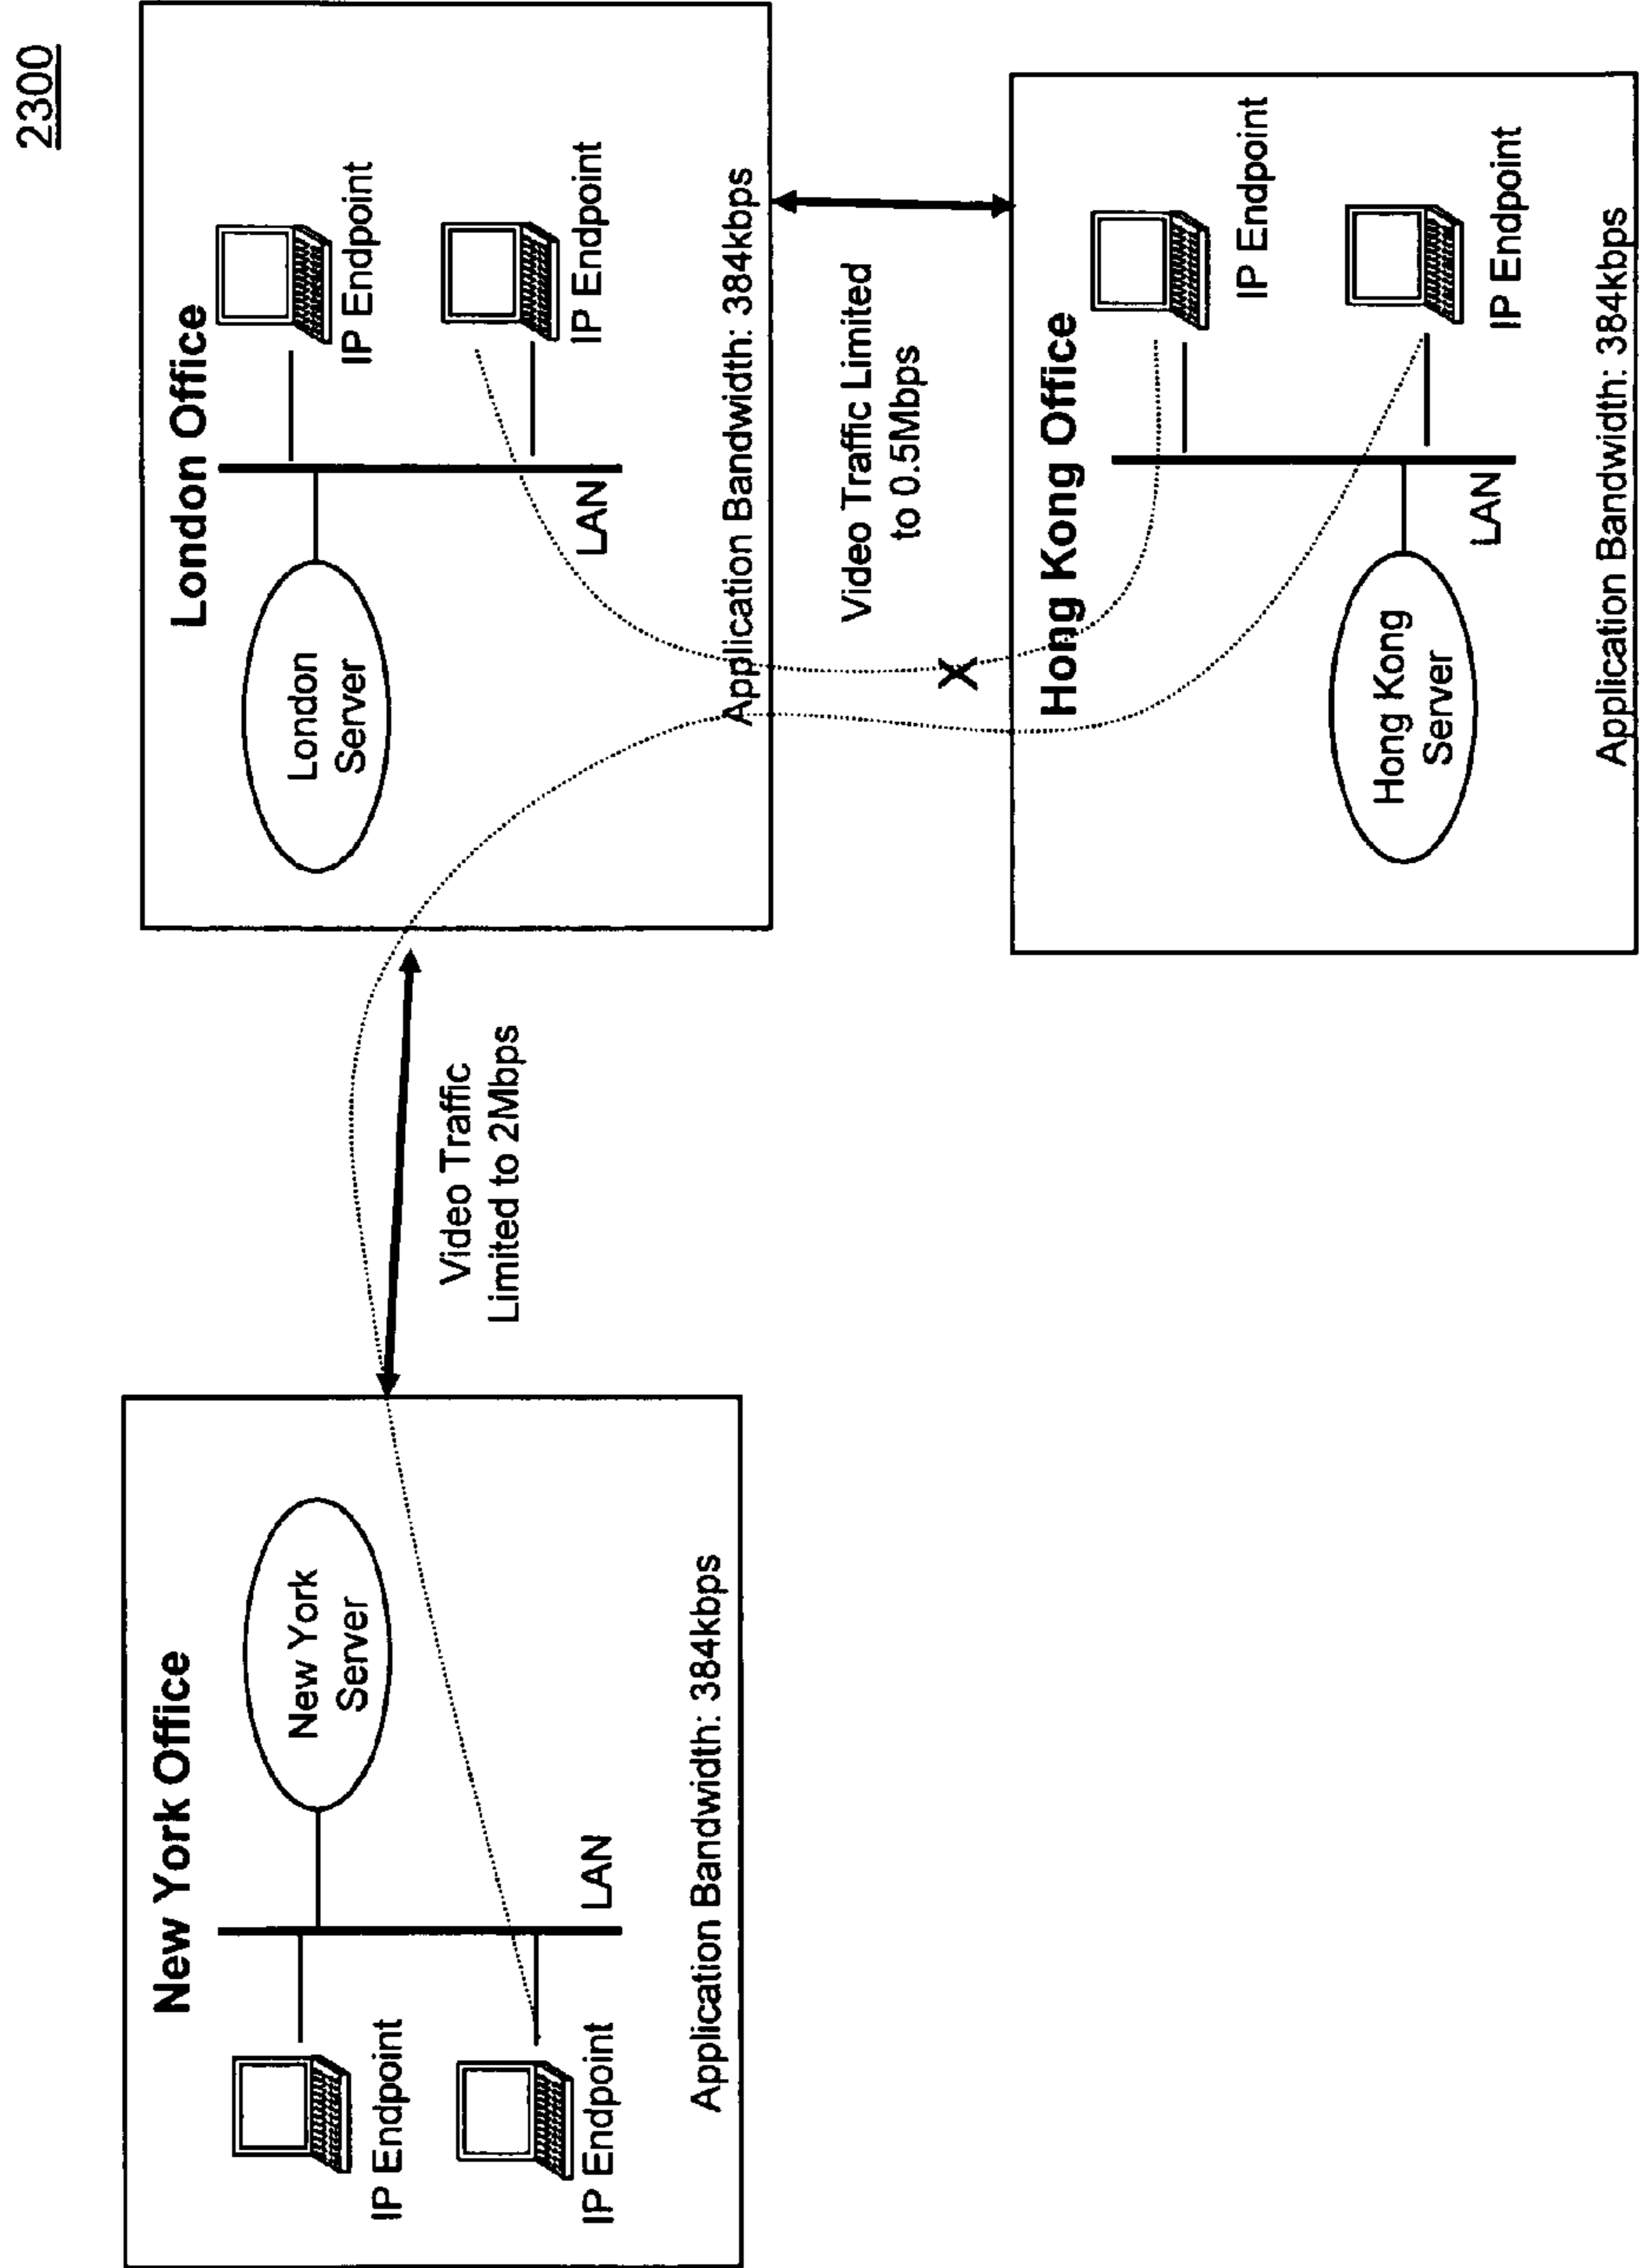 2300
New York Office
New York
Server
IP Endpoint
IP Endpoint
LAN
Application Bandwidth: 384kbps
Video Traffic
Limited to 2Mbps
London Office
London
Server
IP Endpoint
IP Endpoint
LAN
Application Bandwidth: 384kbps
Video Traffic Limited
to 0.5Mbps
X
Hong Kong Office
IP Endpoint
Hong Kong
Server
LAN
IP Endpoint
Application Bandwidth: 384kbps